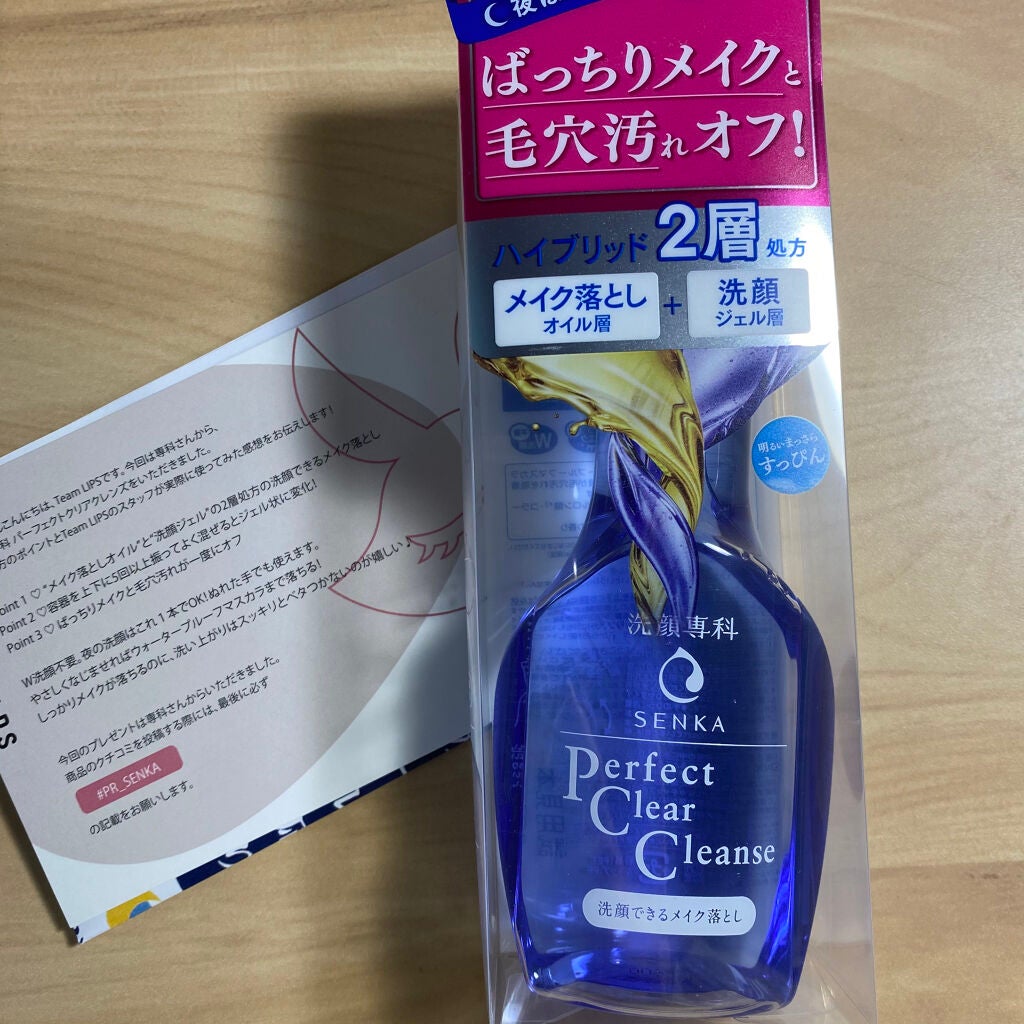 夜は
ばっちりメイクと
毛穴汚れオフ!
ハイブリッド2層処方
メイク落とし
オイル層
+
洗顔
ジェル層
明るいまっさら
すっぴん
洗顔専科
SENKA
Perfect
Clear
Cleanse
洗顔できるメイク落とし
こんにちは、Team LIPSです。今回は専科さんから、
科 パーフェクトクリアクレンズをいただきました。
方のポイントとTeam LIPSのスタッフが実際に使ってみた感想をお伝えします!
Point 1 ♡ "メイク落としオイル"と"洗顔ジェル"の2層処方の洗顔できるメイク落とし
Point 2 ♡ 容器を上下に5回以上振ってよく混ぜるとジェル状に変化!
Point 3 ♡ ばっちりメイクと毛穴汚れが一度にオフ
W洗顔不要。夜の洗顔はこれ1本でOK!ぬれた手でも使えます。
やさしくなじませればウォータープルーフマスカラまで落ちる!
しっかりメイクが落ちるのに、洗い上がりはスッキリとベタつかないのが嬉しい♪
今回のプレゼントは専科さんからいただきました。
商品のクチコミを投稿する際には、最後に必ず
#PR_SENKA
の記載をお願いします。